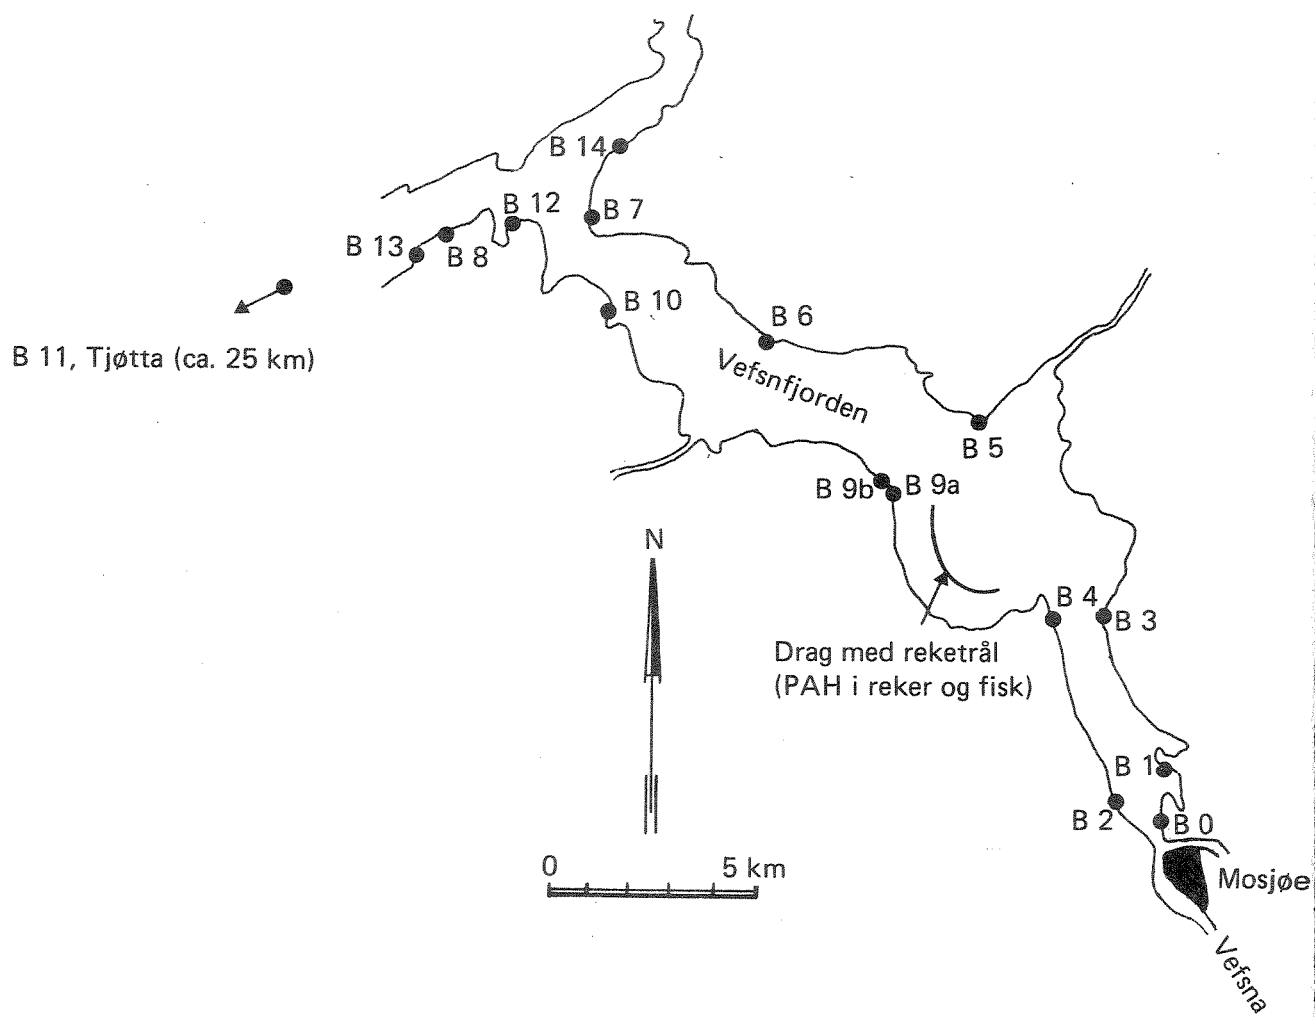 B 14
B 12
B 7
B 13
B 8
B 10
B 6
B 11, Tjøtta (ca. 25 km)
Vefsnfjorden
B 5
B 9b
B 9a
N
B 4
B 3
Drag med reketrål
(PAH i reker og fisk)
B 1
B 2
B 0
0
5 km
Mosjøe
Vefsna